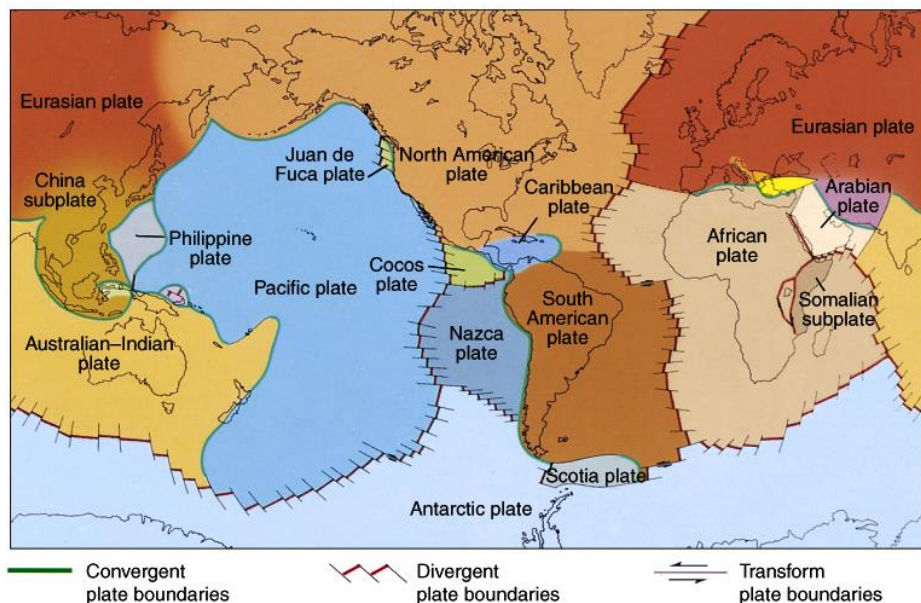 Eurasian plate
China
subplate
Philippine
plate
Australian–Indian
plate
Pacific plate
Juan de
Fuca plate
North American
plate
Caribbean
plate
Cocos
plate
Nazca
plate
South
American
plate
Scotia plate
Antarctic plate
African
plate
Eurasian plate
Arabian
plate
Somalian
subplate
Convergent
plate boundaries
Divergent
plate boundaries
Transform
plate boundaries